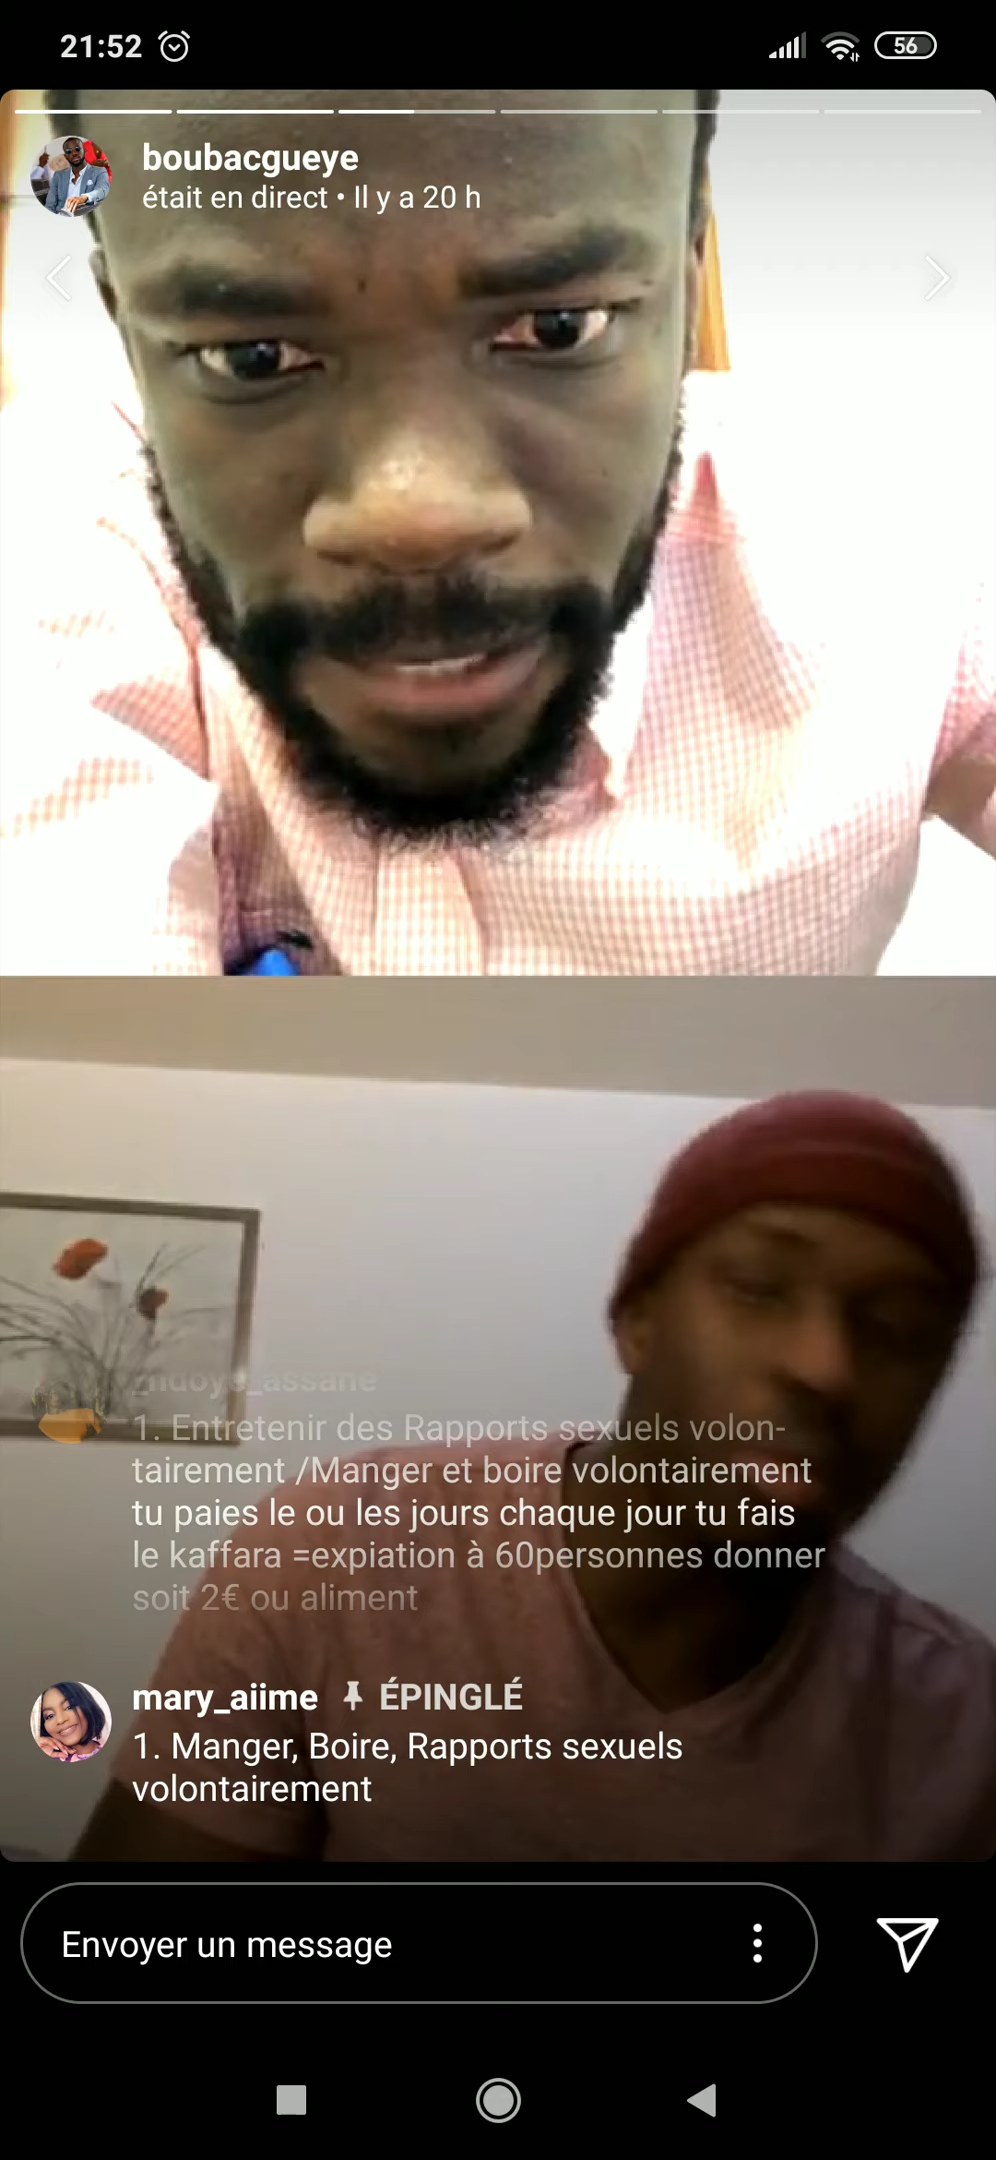 21:52
56
boubacgueye
était en direct • Il y a 20 h
_ndoye_assane
1. Entretenir des Rapports sexuels volon-
tairement /Manger et boire volontairement
tu paies le ou les jours chaque jour tu fais
le kaffara =expiation à 60personnes donner
soit 2€ ou aliment
mary_aiime ÉPINGLÉ
1. Manger, Boire, Rapports sexuels
volontairement
Envoyer un message